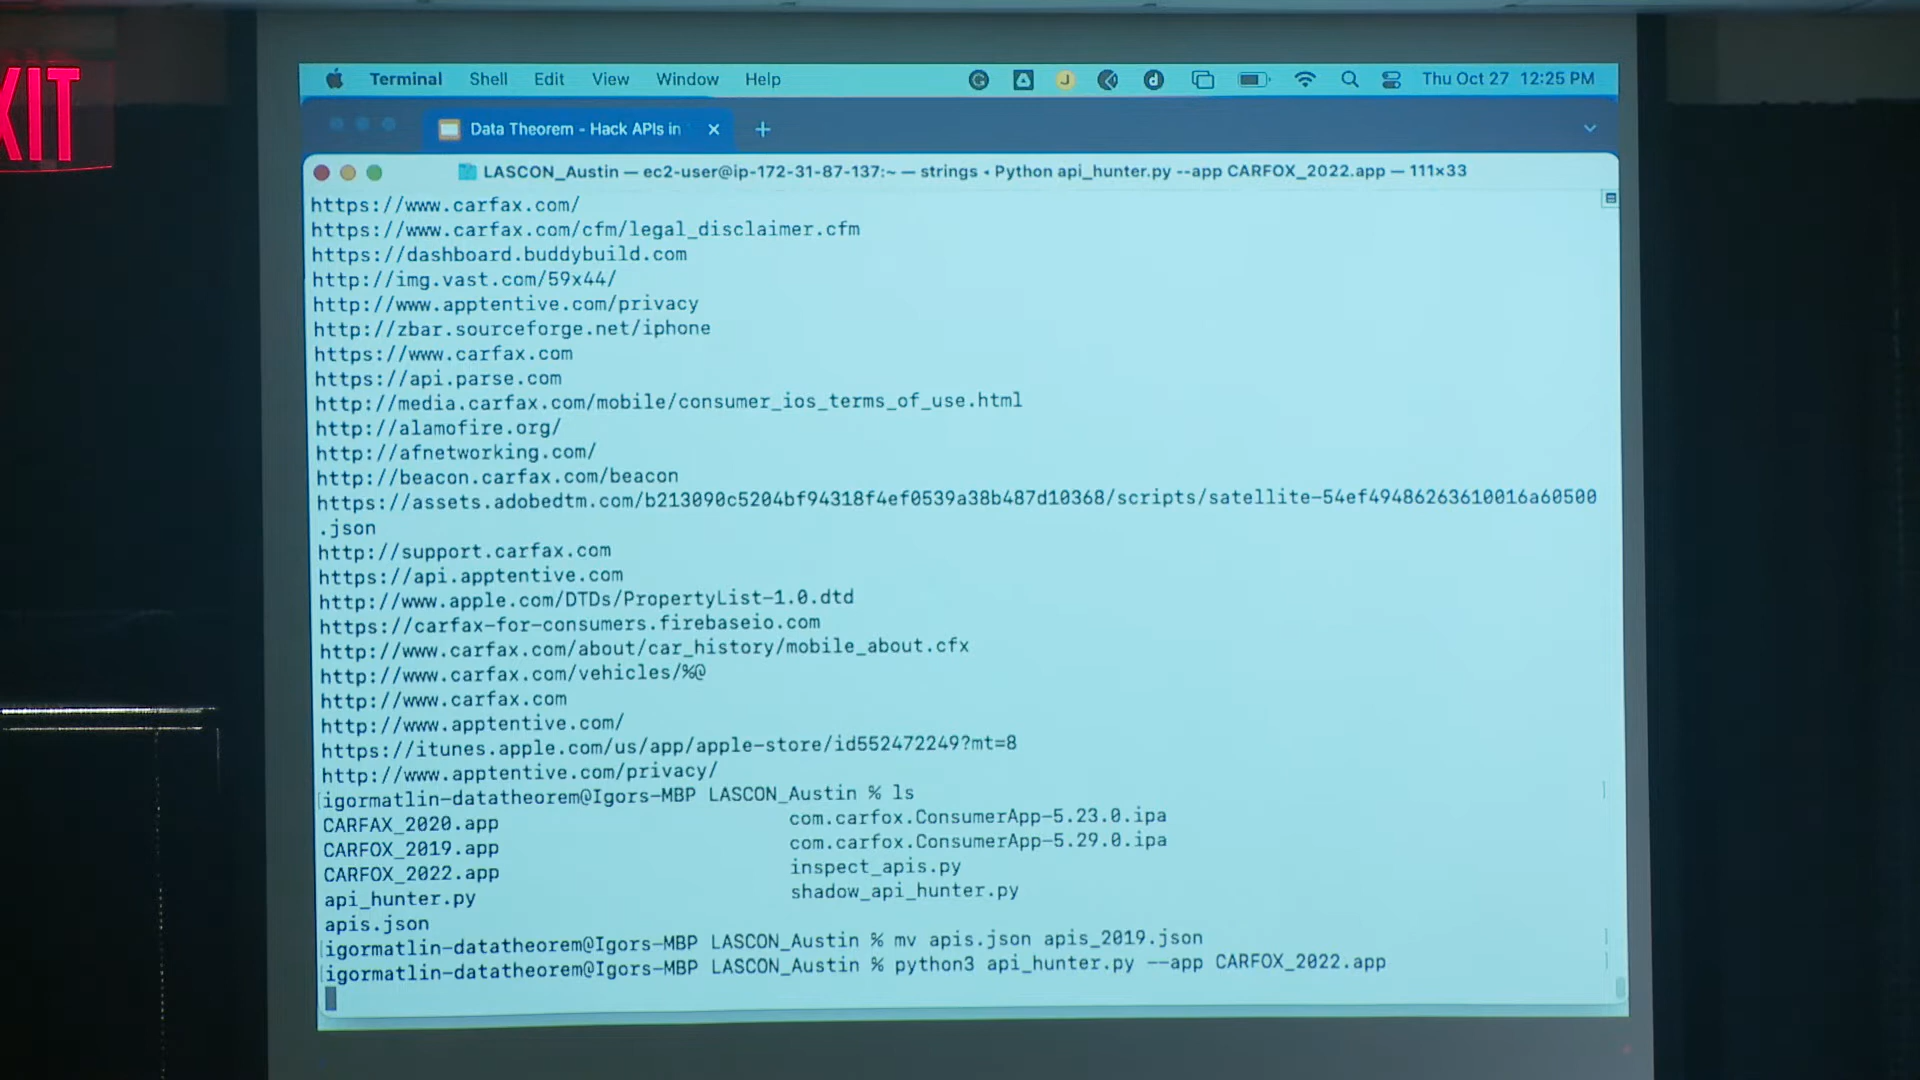 XIT
Terminal Shell Edit View Window Help Thu Oct 27 12:25 PM
Data Theorem - Hack APIs in
LASCON_Austin — ec2-user@ip-172-31-87-137:~ — strings ◂ Python api_hunter.py --app CARFOX_2022.app — 111×33
https://www.carfax.com/
https://www.carfax.com/cfm/legal_disclaimer.cfm
https://dashboard.buddybuild.com
http://img.vast.com/59x44/
http://www.apptentive.com/privacy
http://zbar.sourceforge.net/iphone
https://www.carfax.com
https://api.parse.com
http://media.carfax.com/mobile/consumer_ios_terms_of_use.html
http://alamofire.org/
http://afnetworking.com/
http://beacon.carfax.com/beacon
https://assets.adobedtm.com/b213090c5204bf94318f4ef0539a38b487d10368/scripts/satellite-54ef49486263610016a60500
.json
http://support.carfax.com
https://api.apptentive.com
http://www.apple.com/DTDs/PropertyList-1.0.dtd
https://carfax-for-consumers.firebaseio.com
http://www.carfax.com/about/car_history/mobile_about.cfx
http://www.carfax.com/vehicles/%@
http://www.carfax.com
http://www.apptentive.com/
https://itunes.apple.com/us/app/apple-store/id552472249?mt=8
http://www.apptentive.com/privacy/
igormatlin-datatheorem@Igors-MBP LASCON_Austin % ls
CARFAX_2020.app com.carfox.ConsumerApp-5.23.0.ipa
CARFOX_2019.app com.carfox.ConsumerApp-5.29.0.ipa
CARFOX_2022.app inspect_apis.py
api_hunter.py shadow_api_hunter.py
apis.json
igormatlin-datatheorem@Igors-MBP LASCON_Austin % mv apis.json apis_2019.json
igormatlin-datatheorem@Igors-MBP LASCON_Austin % python3 api_hunter.py --app CARFOX_2022.app